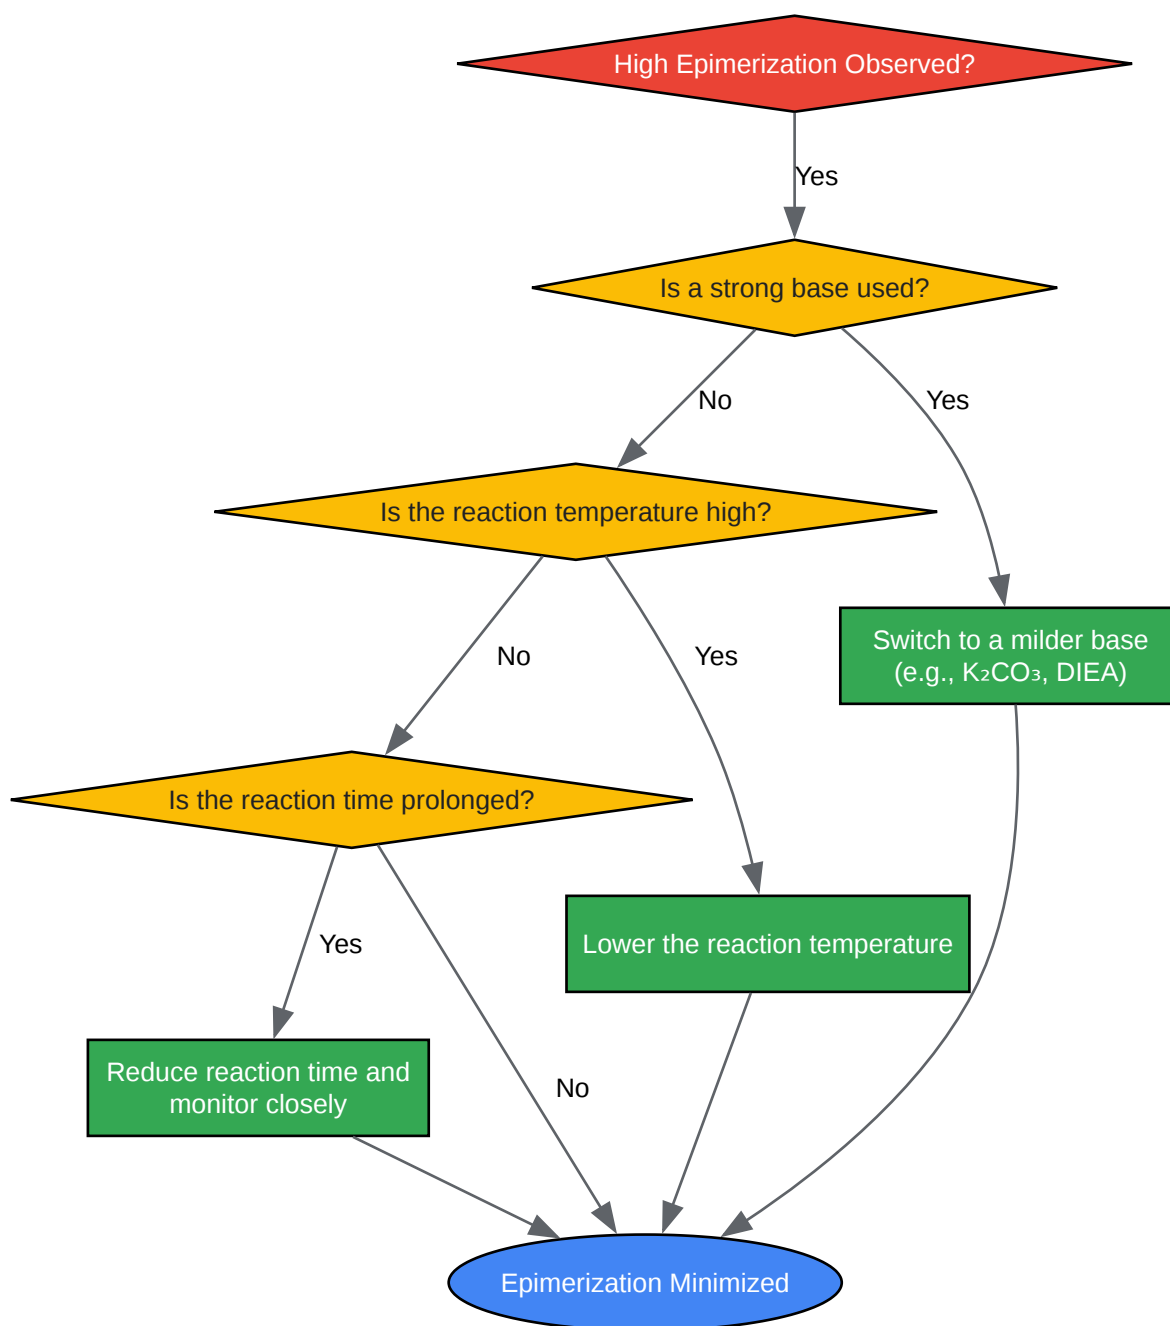 High Epimerization Observed?
Yes
Is a strong base used?
No
Yes
Is the reaction temperature high?
Switch to a milder base
(e.g., K₂CO₃, DIEA)
No
Yes
Is the reaction time prolonged?
Yes
Lower the reaction temperature
Reduce reaction time and
monitor closely
No
Epimerization Minimized